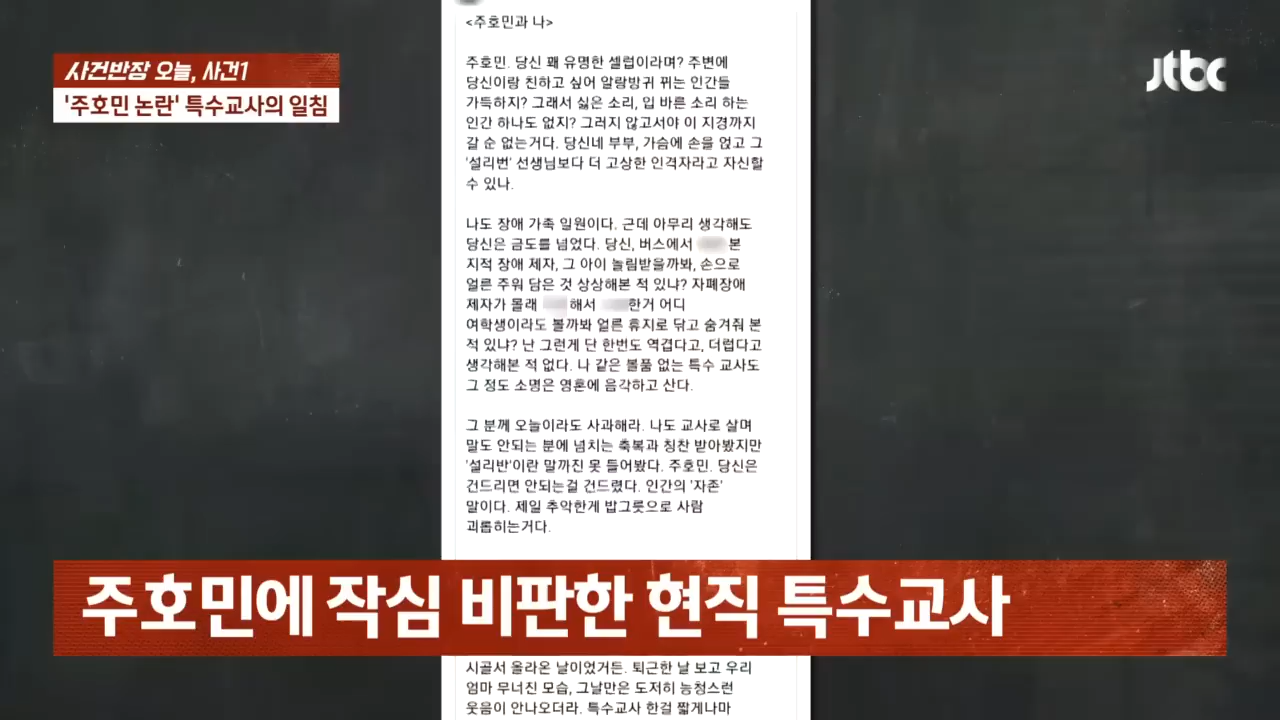 <주호민과 나>
사건반장 오늘, 사건1
'주호민 논란' 특수교사의 일침
jtbc
주호민. 당신 꽤 유명한 셀럽이라며? 주변에
당신이랑 친하고 싶어 알랑방귀 뀌는 인간들
가득하지? 그래서 싫은 소리, 입 바른 소리 하는
인간 하나도 없지? 그러지 않고서야 이 지경까지
갈 순 없는거다. 당신네 부부, 가슴에 손을 얹고 그
'설리번' 선생님보다 더 고상한 인격자라고 자신할
수 있나.
나도 장애 가족 일원이다. 근데 아무리 생각해도
당신은 금도를 넘었다. 당신, 버스에서 본
지적 장애 제자, 그 아이 놀림받을까봐, 손으로
얼른 주워 담은 것 상상해본 적 있냐? 자폐장애
제자가 몰래 해서 한거 어디
여학생이라도 볼까봐 얼른 휴지로 닦고 숨겨줘 본
적 있냐? 난 그런게 단 한번도 역겹다고, 더럽다고
생각해본 적 없다. 나 같은 볼품 없는 특수 교사도
그 정도 소명은 영혼에 음각하고 산다.
그 분께 오늘이라도 사과해라. 나도 교사로 살며
말도 안되는 분에 넘치는 축복과 칭찬 받아봤지만
'설리반'이란 말까진 못 들어봤다. 주호민. 당신은
건드리면 안되는걸 건드렸다. 인간의 '자존'
말이다. 제일 추악한게 밥그릇으로 사람
괴롭히는거다.
주호민에 작심 비판한 현직 특수교사
시골서 올라온 날이었거든. 퇴근한 날 보고 우리
엄마 무너진 모습, 그날만은 도저히 능청스런
웃음이 안나오더라. 특수교사 한걸 짧게나마